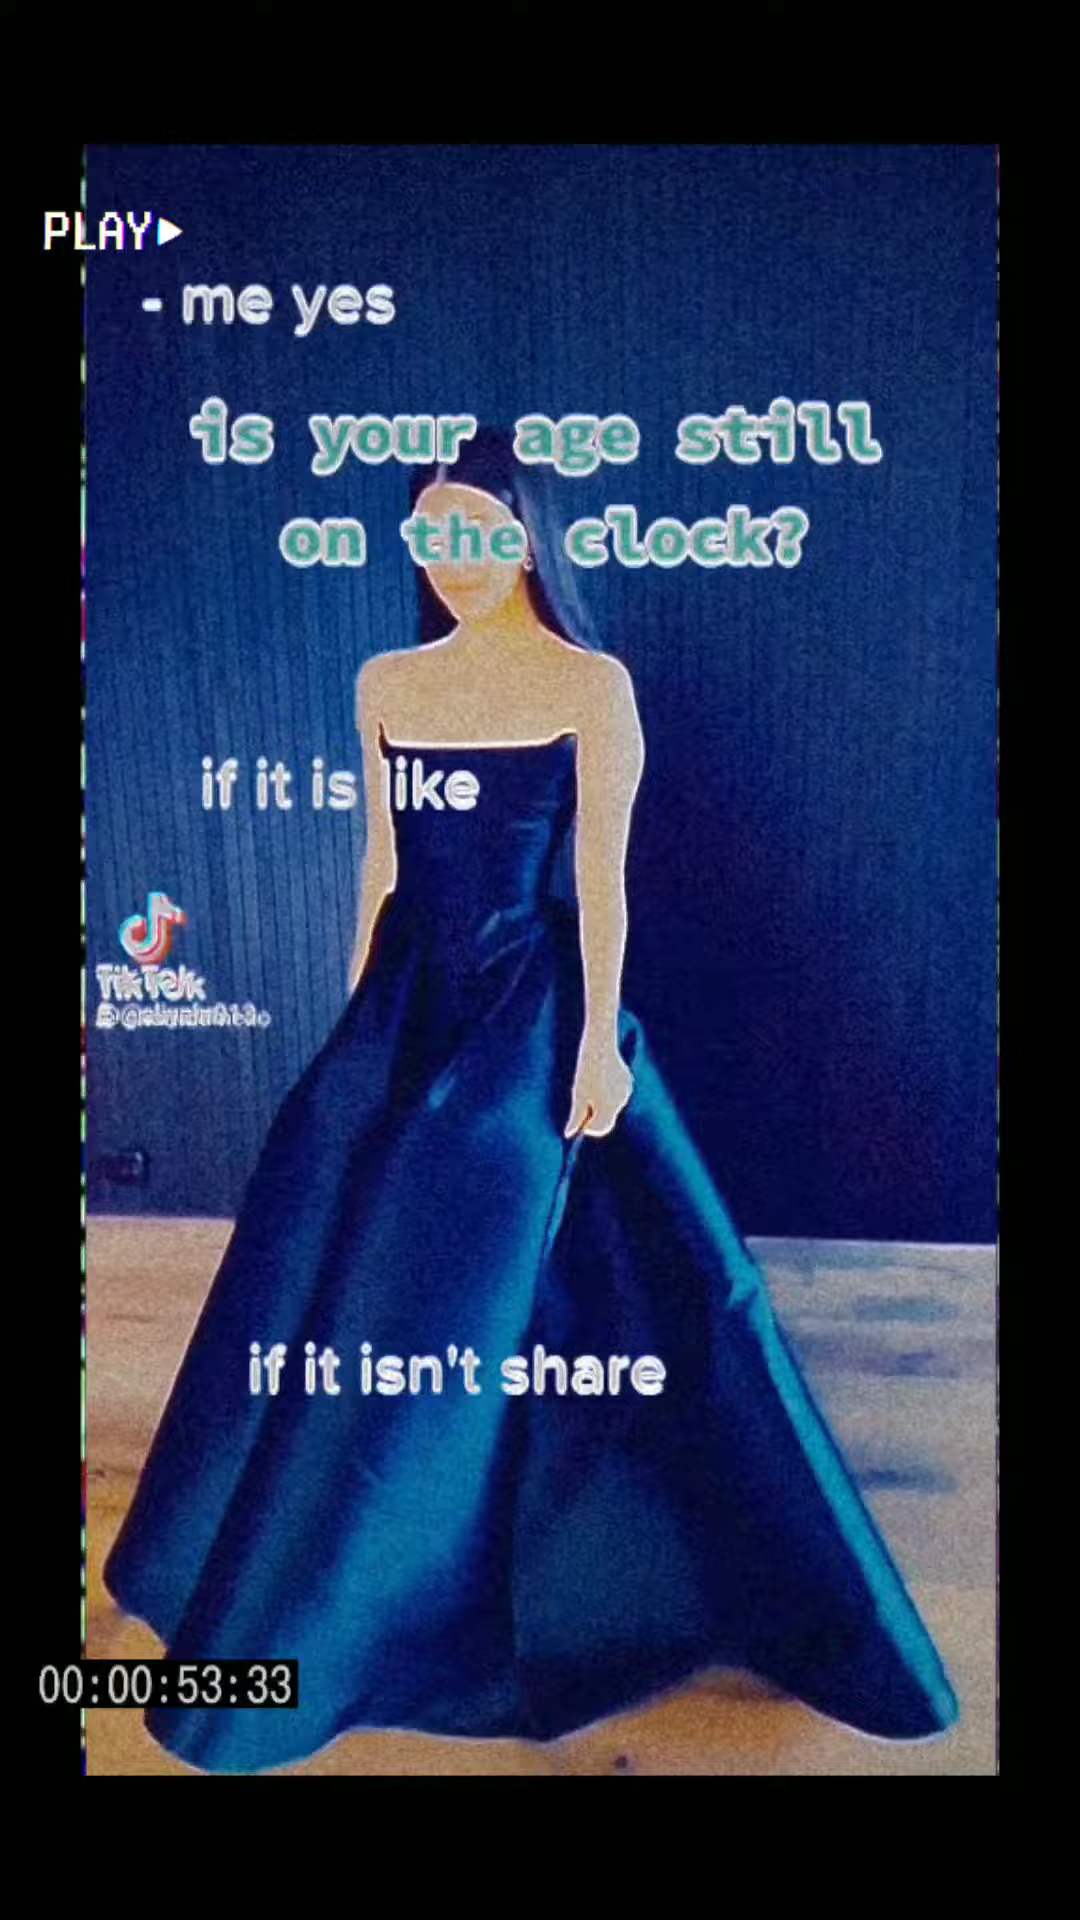 PLAY
- me yes
is your age still
on the clock?
if it is like
TikTok
if it isn't share
00:00:53:33